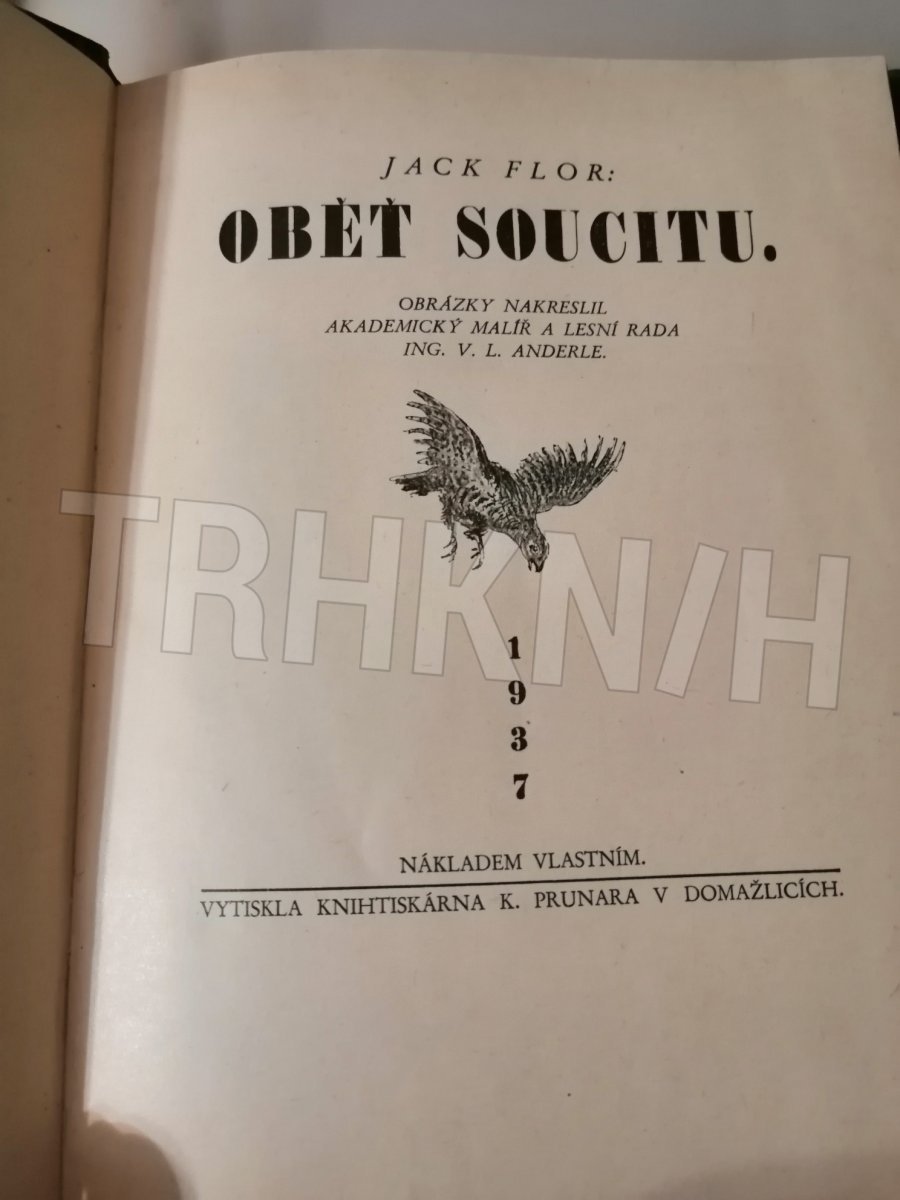 JACK FLOR:
OBĚŤ SOUCITU.
OBRÁZKY NAKRESLIL
AKADEMICKÝ MALÍŘ A LESNÍ RADA
ING. V. L. ANDERLE.
TRHKNIH
1
9
3
7
NÁKLADEM VLASTNÍM.
VYTISKLA KNIHTISKÁRNA K. PRUNARA V DOMAŽLICÍCH.